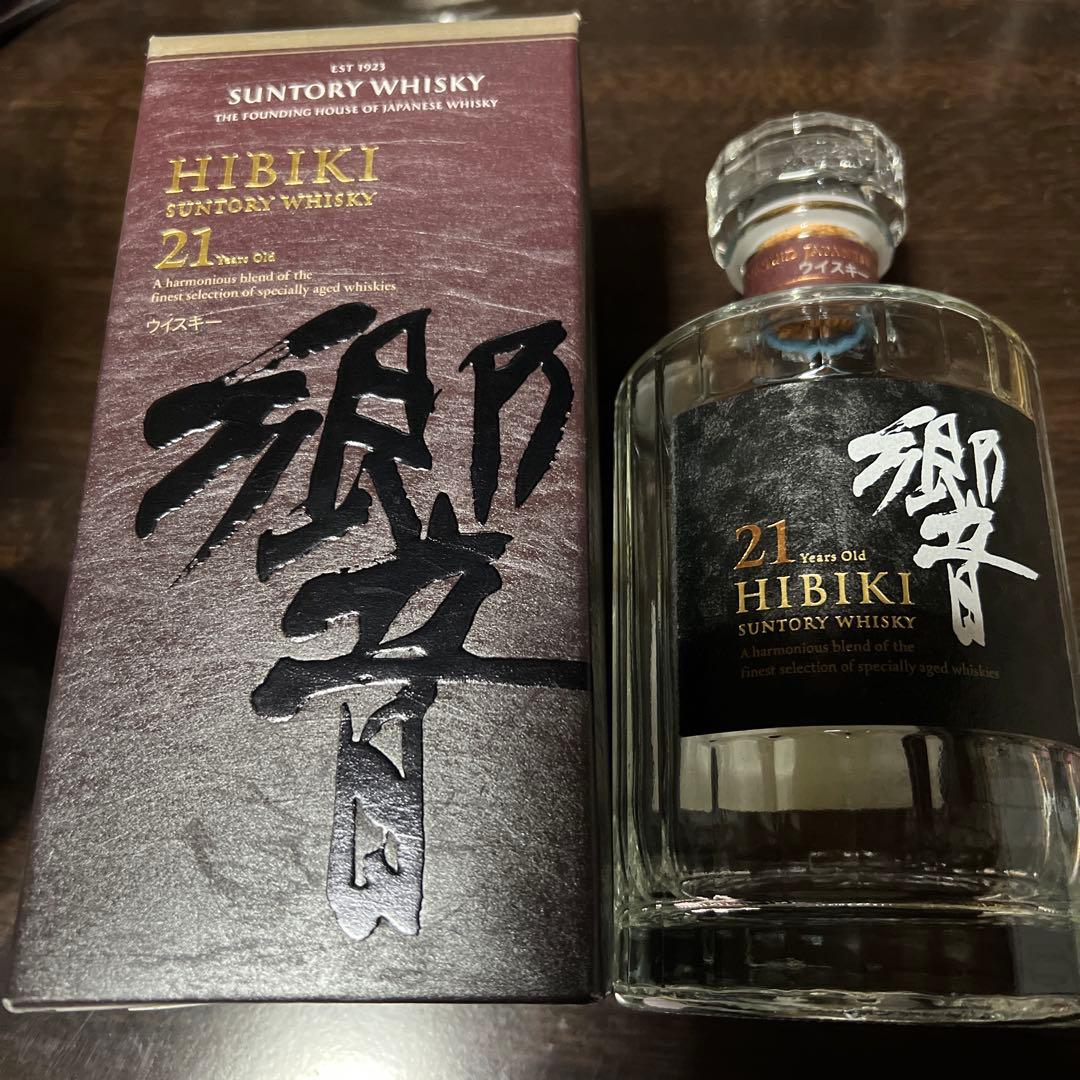 EST 1923
SUNTORY WHISKY
THE FOUNDING HOUSE OF JAPANESE WHISKY
HIBIKI
SUNTORY WHISKY
21 Years Old
A harmonious blend of the
finest selection of specially aged whiskies
ウイスキー
響
ウイスキー
響
21 Years Old
HIBIKI
SUNTORY WHISKY
A harmonious blend of the
finest selection of specially aged whiskies